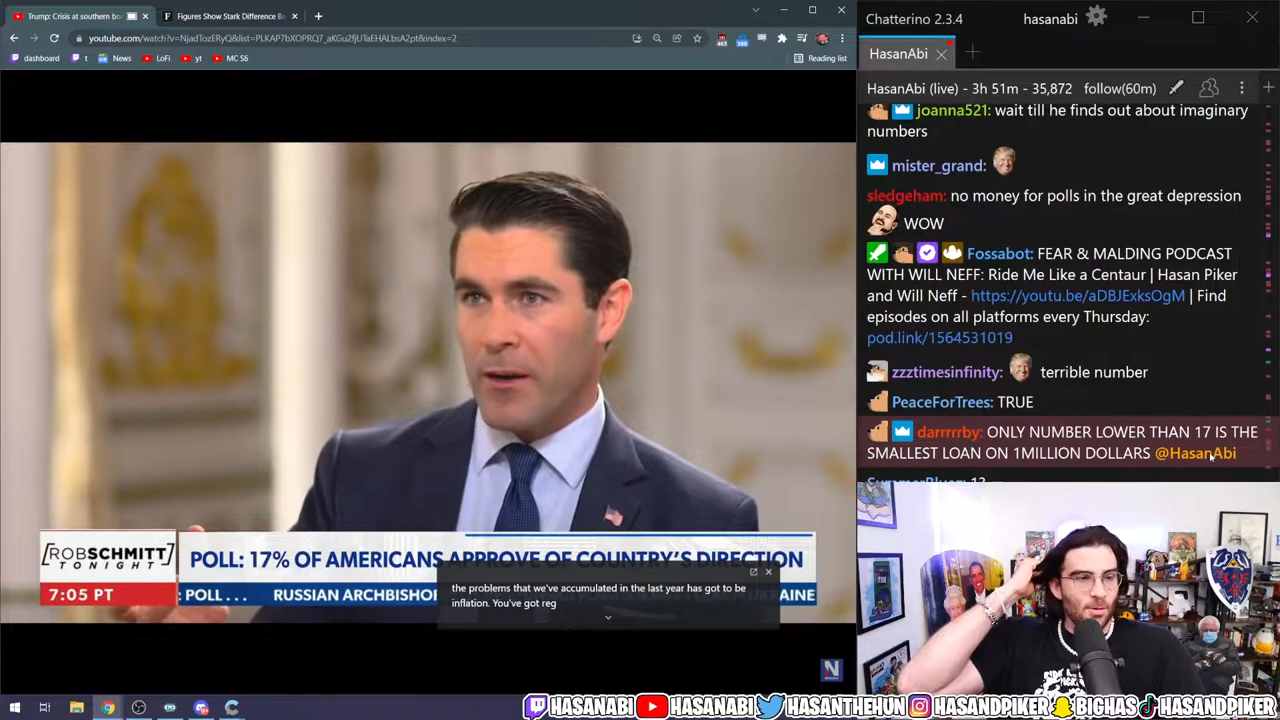 Trump: Crisis at southern bo
Figures Show Stark Difference Be
youtube.com/watch?v=NjadTozERyQ&list=PLKAP7bXOPRQ7_aKGu2fjUTaEHALbsA2pt&index=2
dashboard
t
News
LoFi
yt
MC S6
Reading list
[ROBSCHMITT]
TONIGHT
POLL: 17% OF AMERICANS APPROVE OF COUNTRY'S DIRECTION
7:05 PT
: POLL . . .
RUSSIAN ARCHBISHOP
UKRAINE
the problems that we've accumulated in the last year has got to be
inflation. You've got reg
Chatterino 2.3.4
hasanabi
HasanAbi
HasanAbi (live) - 3h 51m - 35,872
follow(60m)
joanna521: wait till he finds out about imaginary
numbers
mister_grand:
sledgeham: no money for polls in the great depression
WOW
Fossabot: FEAR & MALDING PODCAST
WITH WILL NEFF: Ride Me Like a Centaur | Hasan Piker
and Will Neff - https://youtu.be/aDBJExksOgM | Find
episodes on all platforms every Thursday:
pod.link/1564531019
zzztimesinfinity: terrible number
PeaceForTrees: TRUE
darrrrrby: ONLY NUMBER LOWER THAN 17 IS THE
SMALLEST LOAN ON 1MILLION DOLLARS @HasanAbi
HASANABI
HASANABI
HASANTHEHUN
HASANDPIKER
BIGHAS
HASANDPIKER